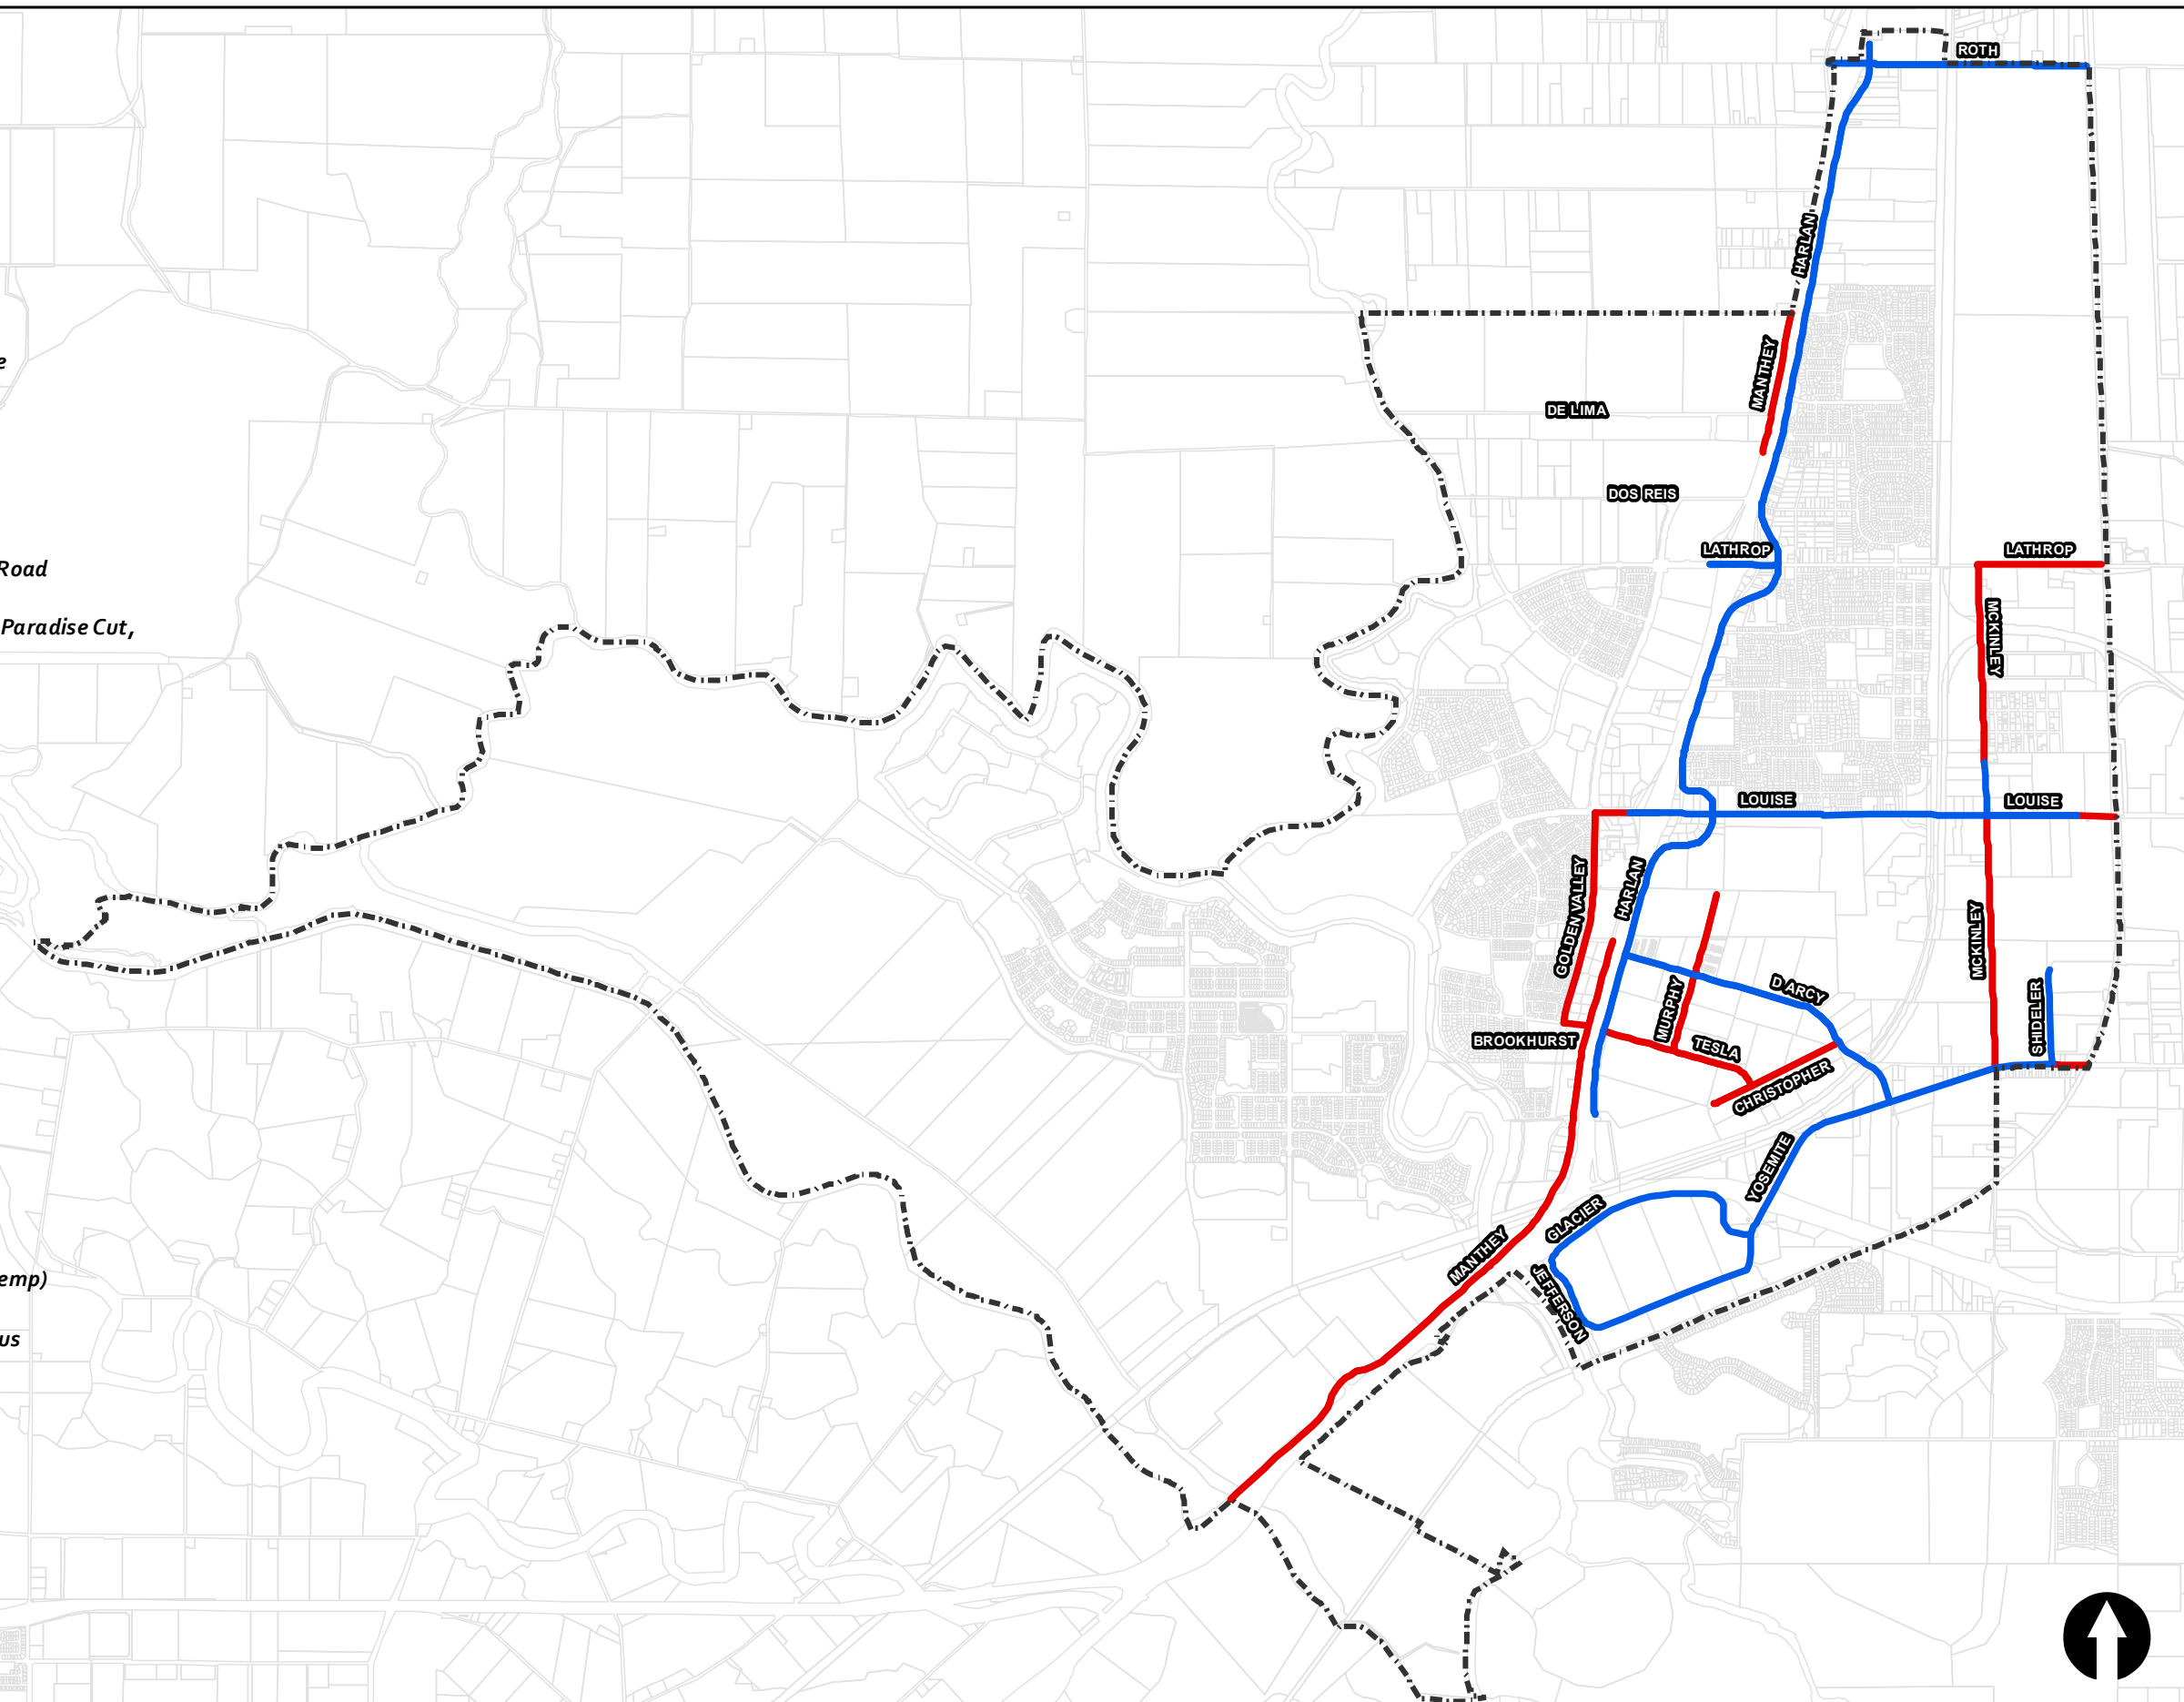 ROTH
HARLAN
e
MANTHEY
DE LIMA
DOS REIS
LATHROP
LATHROP
Road
Paradise Cut,
MCKINLEY
LOUISE
LOUISE
GOLDEN VALLEY
HARLAN
MCKINLEY
D ARCY
MURPHY
SHIDELER
BROOKHURST
TESLA
CHRISTOPHER
YOSEMITE
GLACIER
MANTHEY
JEFFERSON
emp)
us